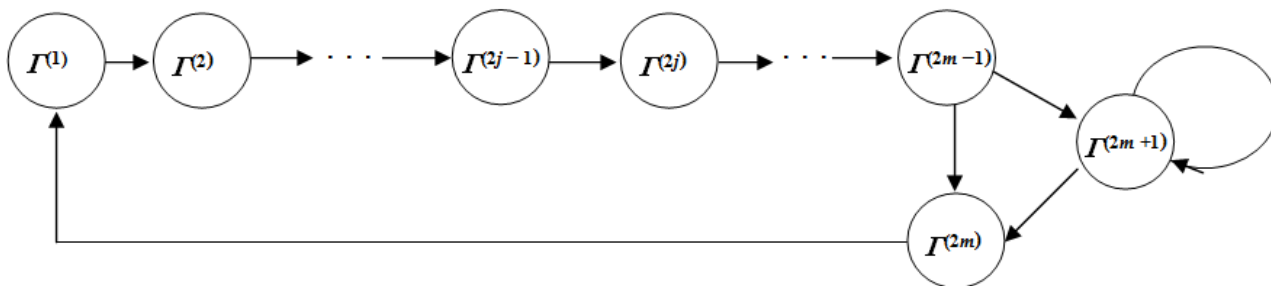 Γ(1) Γ(2) · · · Γ(2j – 1) Γ(2j) · · · Γ(2m –1)
Γ(2m +1)
Γ(2m)